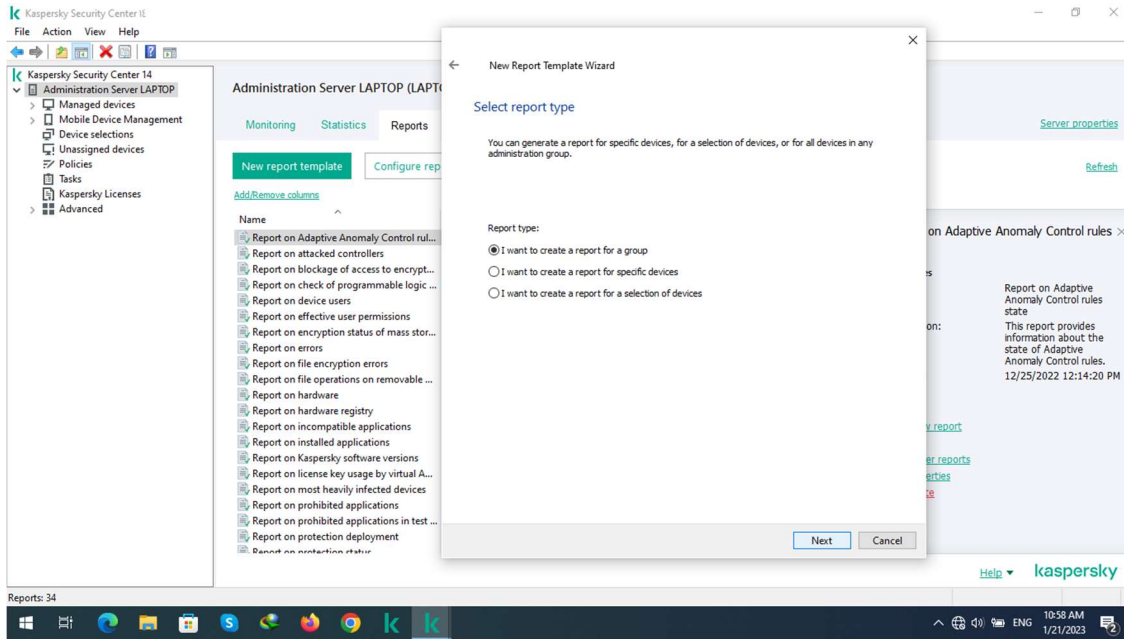 Kaspersky Security Center 14
File Action View Help
Kaspersky Security Center 14
Administration Server LAPTOP
Managed devices
Mobile Device Management
Device selections
Unassigned devices
Policies
Tasks
Kaspersky Licenses
Advanced
Administration Server LAPTOP (LAPTO
Monitoring Statistics Reports
Server properties
New report template
Configure rep
Refresh
Add/Remove columns
Name
Report on Adaptive Anomaly Control rul...
Report on attacked controllers
Report on blockage of access to encrypt...
Report on check of programmable logic ...
Report on device users
Report on effective user permissions
Report on encryption status of mass stor...
Report on errors
Report on file encryption errors
Report on file operations on removable ...
Report on hardware
Report on hardware registry
Report on incompatible applications
Report on installed applications
Report on Kaspersky software versions
Report on license key usage by virtual A...
Report on most heavily infected devices
Report on prohibited applications
Report on prohibited applications in test ...
Report on protection deployment
Report on protection status
New Report Template Wizard
Select report type
You can generate a report for specific devices, for a selection of devices, or for all devices in any
administration group.
Report type:
I want to create a report for a group
I want to create a report for specific devices
I want to create a report for a selection of devices
Next
Cancel
on Adaptive Anomaly Control rules
es
Report on Adaptive
Anomaly Control rules
state
on:
This report provides
information about the
state of Adaptive
Anomaly Control rules.
12/25/2022 12:14:20 PM
w report
er reports
erties
te
Help
kaspersky
Reports: 34
ENG
10:58 AM
1/21/2023
2